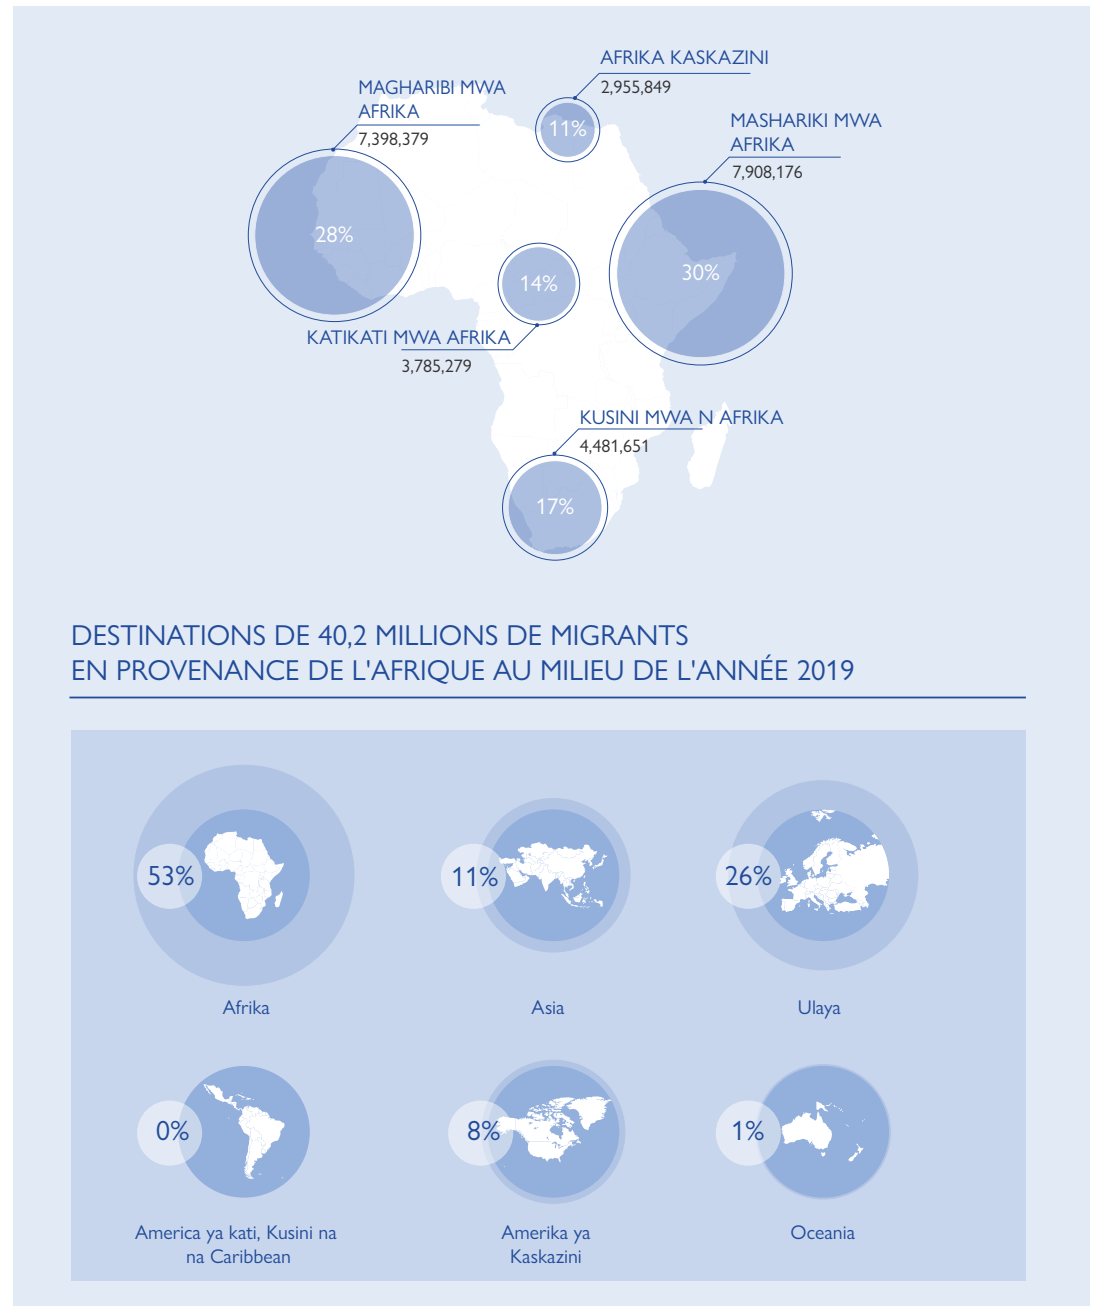 AFRIKA KASKAZINI
2,955,849
11%
MAGHARIBI MWA
AFRIKA
7,398,379
28%
MASHARIKI MWA
AFRIKA
7,908,176
30%
14%
KATIKATI MWA AFRIKA
3,785,279
KUSINI MWA N AFRIKA
4,481,651
17%
DESTINATIONS DE 40,2 MILLIONS DE MIGRANTS
EN PROVENANCE DE L'AFRIQUE AU MILIEU DE L'ANNÉE 2019
53%
Afrika
11%
Asia
26%
Ulaya
0%
America ya kati, Kusini na
na Caribbean
8%
Amerika ya
Kaskazini
1%
Oceania